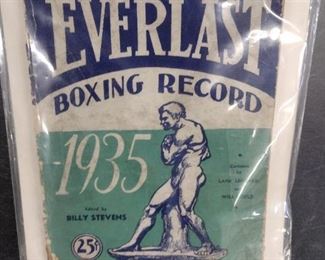 EVERLAST
BOXING RECORD
1935
Edited by
BILLY STEVENS
25¢